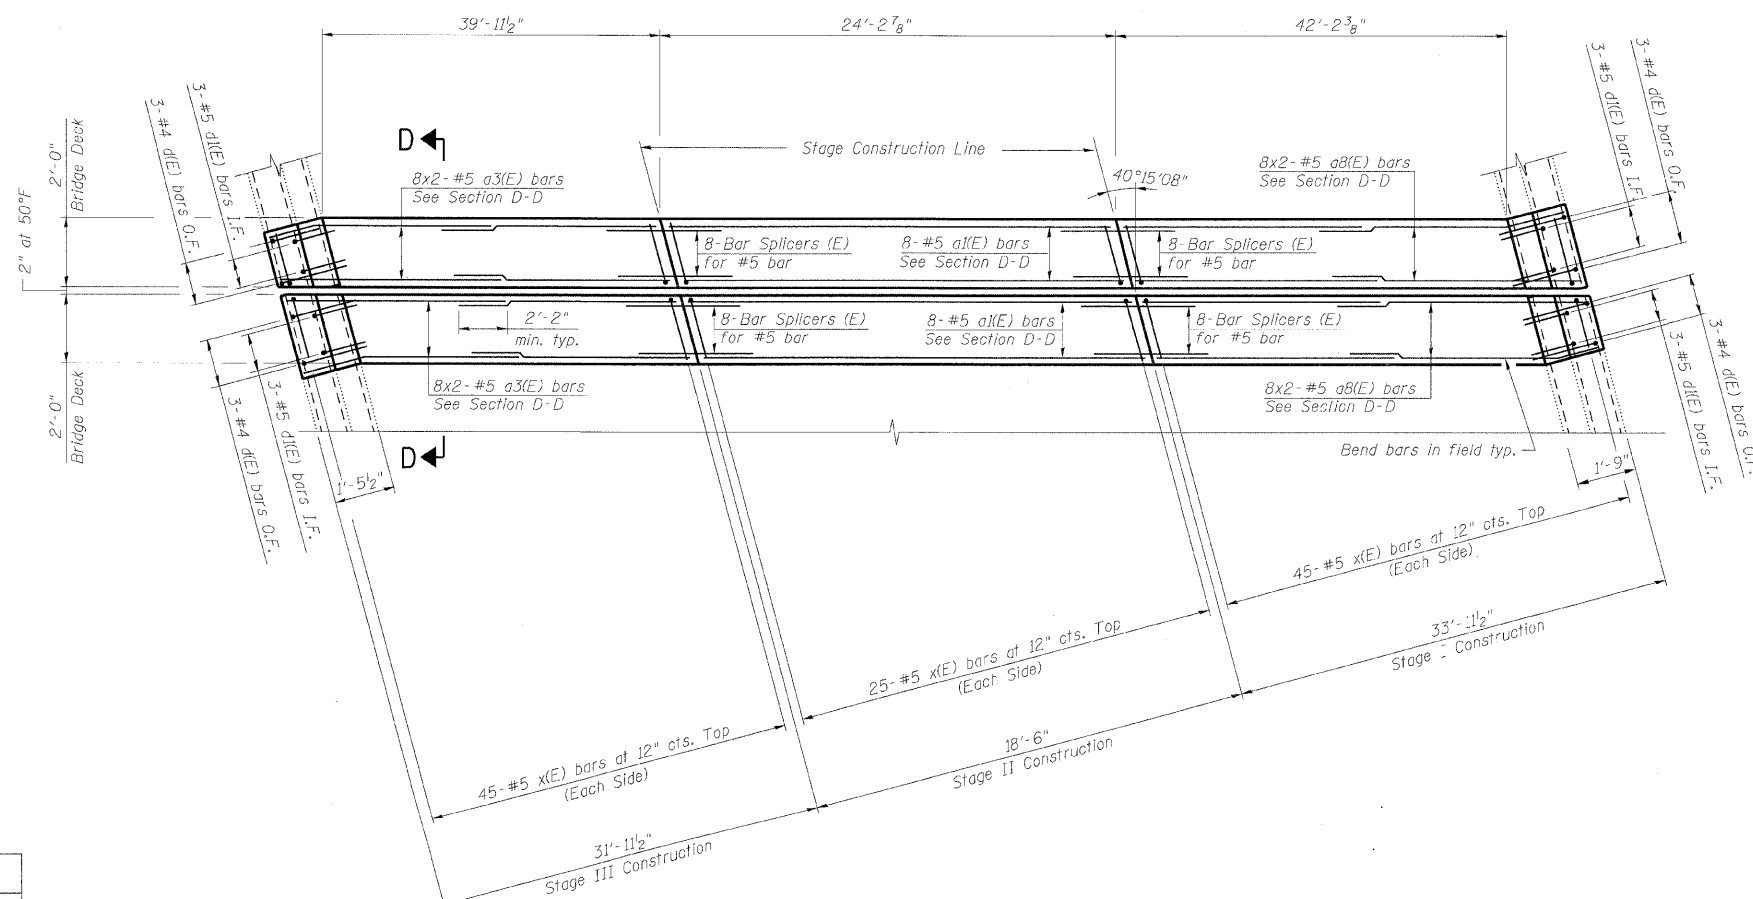 39'-11½"
24'-2⅞"
42'-2⅜"
3-#4 d(E) bars O.F.
3-#5 d1(E) bars I.F.
3-#5 d1(E) bars I.F.
3-#4 d(E) bars O.F.
2'-0"
Bridge Deck
2" at 50°F
D
Stage Construction Line
40°15'08"
8x2-#5 a3(E) bars
See Section D-D
8x2-#5 a8(E) bars
See Section D-D
8-Bar Splicers (E)
for #5 bar
8-#5 a1(E) bars
See Section D-D
8-Bar Splicers (E)
for #5 bar
2'-2"
min. typ.
8-Bar Splicers (E)
for #5 bar
8-#5 a1(E) bars
See Section D-D
8-Bar Splicers (E)
for #5 bar
2'-0"
Bridge Deck
8x2-#5 a3(E) bars
See Section D-D
8x2-#5 a8(E) bars
See Section D-D
3-#4 d(E) bars O.F.
3-#5 d1(E) bars I.F.
3-#5 d1(E) bars I.F.
3-#4 d(E) bars O.F.
D
Bend bars in field typ.
1'-5½"
1'-9"
45-#5 x(E) bars at 12" cts. Top
(Each Side)
33'-11½"
Stage I Construction
25-#5 x(E) bars at 12" cts. Top
(Each Side)
18'-6"
Stage II Construction
45-#5 x(E) bars at 12" cts. Top
(Each Side)
31'-11½"
Stage III Construction